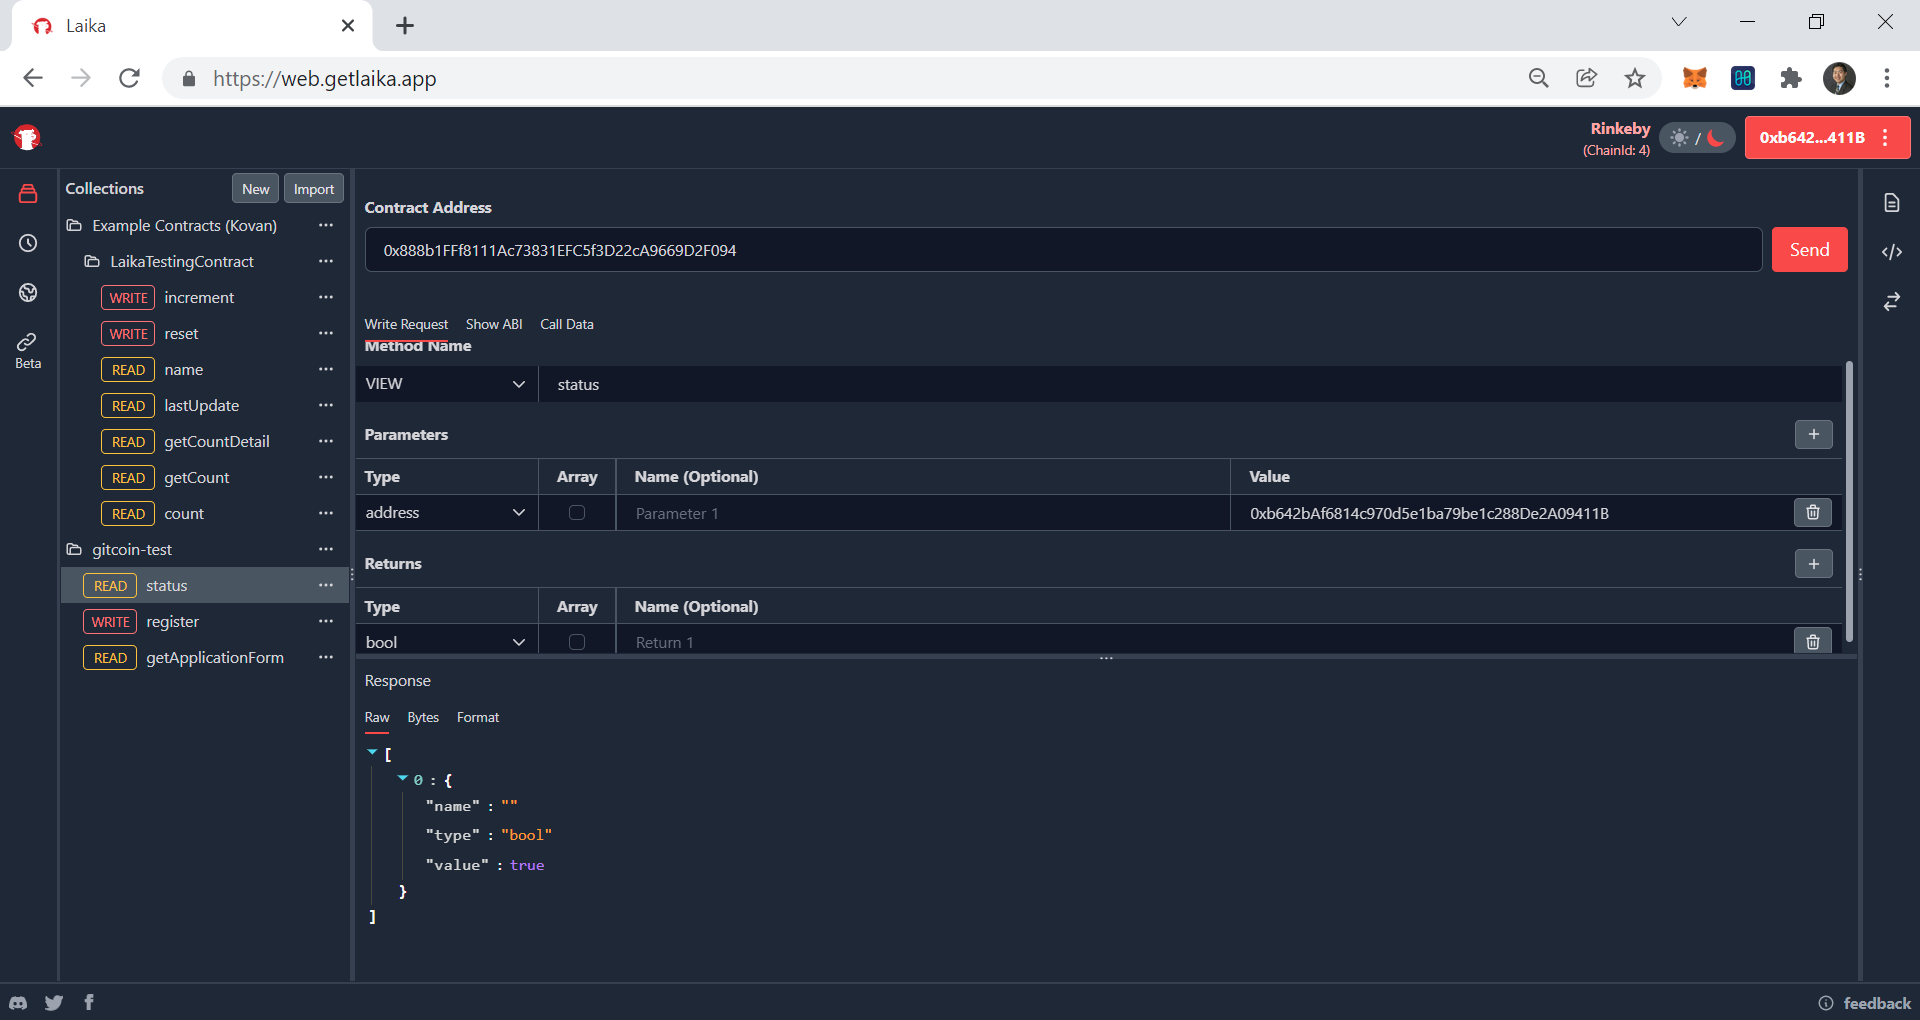 Laika
https://web.getlaika.app
Rinkeby
(ChainId: 4)
/
0xb642...411B
Collections
New
Import
Example Contracts (Kovan)
LaikaTestingContract
WRITE increment
WRITE reset
READ name
READ lastUpdate
READ getCountDetail
READ getCount
READ count
gitcoin-test
READ status
WRITE register
READ getApplicationForm
Beta
Contract Address
0x888b1FFf8111Ac73831EFC5f3D22cA9669D2F094
Send
Write Request Show ABI Call Data
Method Name
VIEW status
Parameters
+
Type Array Name (Optional) Value
address Parameter 1 0xb642bAf6814c970d5e1ba79be1c288De2A09411B
Returns
+
Type Array Name (Optional)
bool Return 1
Response
Raw Bytes Format
[
0 : {
"name" : ""
"type" : "bool"
"value" : true
}
]
feedback